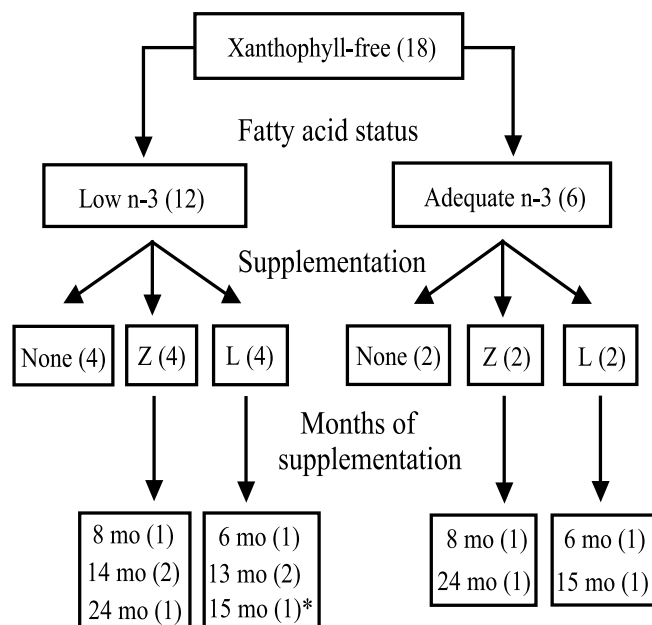 Xanthophyll-free (18)
Fatty acid status
Low n-3 (12)
Adequate n-3 (6)
Supplementation
None (4)
Z (4)
L (4)
None (2)
Z (2)
L (2)
Months of
supplementation
8 mo (1)
14 mo (2)
24 mo (1)
6 mo (1)
13 mo (2)
15 mo (1)*
8 mo (1)
24 mo (1)
6 mo (1)
15 mo (1)